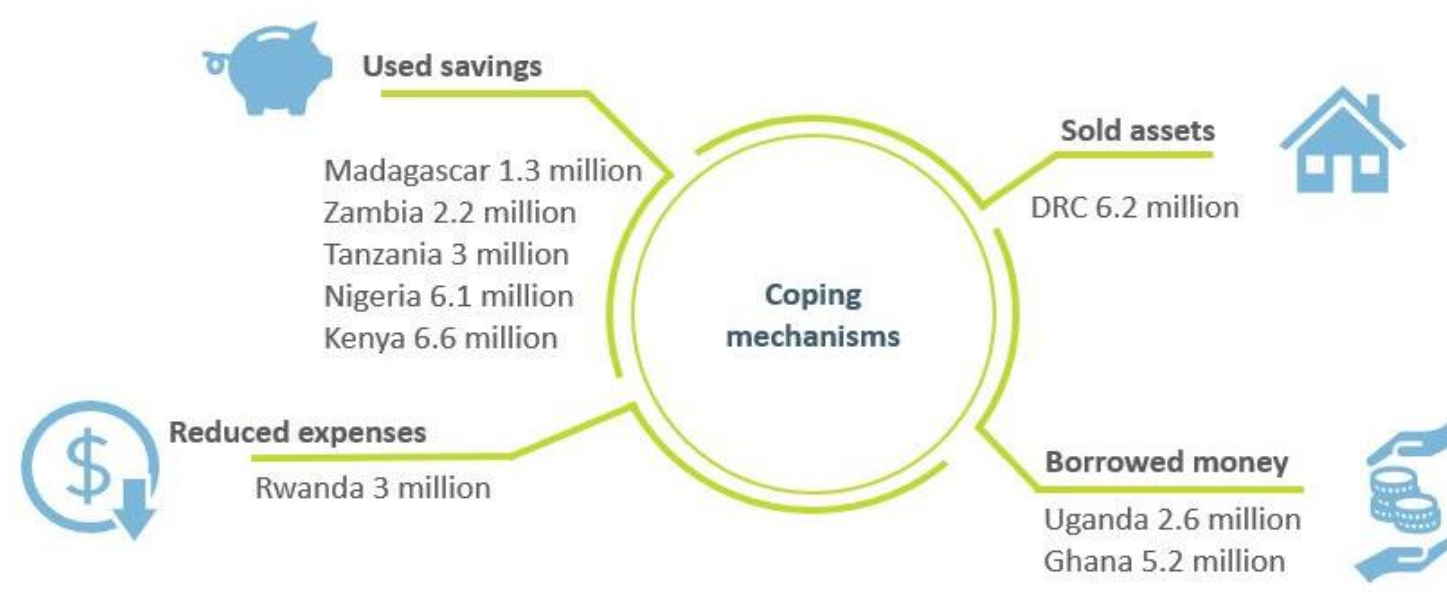 Used savings
Madagascar 1.3 million
Zambia 2.2 million
Tanzania 3 million
Nigeria 6.1 million
Kenya 6.6 million
Sold assets
DRC 6.2 million
Coping
mechanisms
Reduced expenses
Rwanda 3 million
Borrowed money
Uganda 2.6 million
Ghana 5.2 million
$